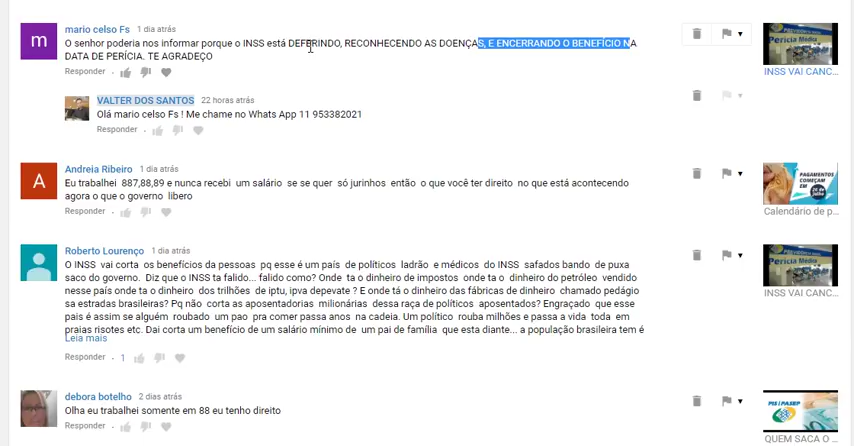 m
mario celso Fs 1 dia atrás
O senhor poderia nos informar porque o INSS está DEFERINDO, RECONHECENDO AS DOENÇAS, E ENCERRANDO O BENEFÍCIO NA
DATA DE PERÍCIA. TE AGRADEÇO
Responder
Perícia Médica
INSS VAI CANC...
VALTER DOS SANTOS 22 horas atrás
Olá mario celso Fs ! Me chame no Whats App 11 953382021
Responder
A
Andreia Ribeiro 1 dia atrás
Eu trabalhei 887,88,89 e nunca recebi um salário se se quer só jurinhos então o que você ter direito no que está acontecendo
agora o que o governo libero
Responder
PAGAMENTOS
COMEÇAM
EM
Calendário de p...
Roberto Lourenço 1 dia atrás
O INSS vai corta os benefícios da pessoas pq esse é um país de políticos ladrão e médicos do INSS safados bando de puxa
saco do governo. Diz que o INSS ta falido... falido como? Onde ta o dinheiro de impostos onde ta o dinheiro do petróleo vendido
nesse país onde ta o dinheiro dos trilhões de iptu, ipva depevate ? E onde tá o dinheiro das fábricas de dinheiro chamado pedágio
sa estradas brasileiras? Pq não corta as aposentadorias milionárias dessa raça de políticos aposentados? Engraçado que esse
pais é assim se alguém roubado um pao pra comer passa anos na cadeia. Um político rouba milhões e passa a vida toda em
praias risotes etc. Dai corta um benefício de um salário mínimo de um pai de família que esta diante... a população brasileira tem é
Leia mais
Responder 1
Perícia Médica
INSS VAI CANC...
debora botelho 2 dias atrás
Olha eu trabalhei somente em 88 eu tenho direito
Responder
PIS | PASEP
QUEM SACA O ...